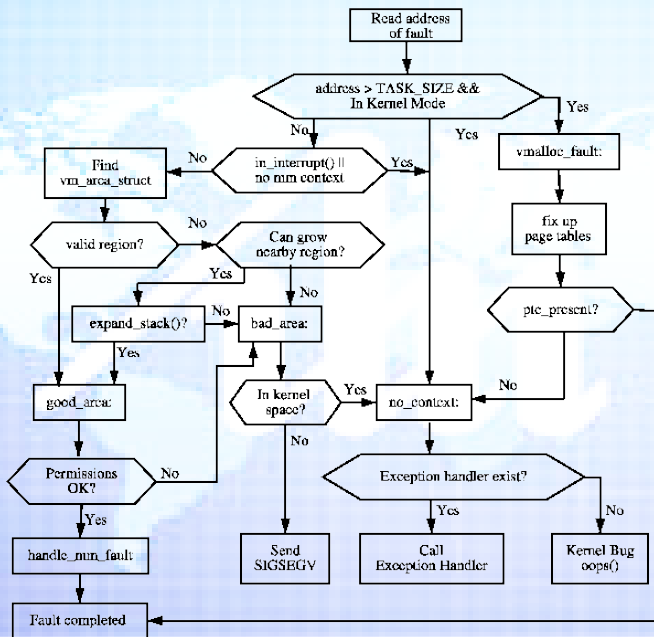 Read address
of fault
address > TASK_SIZE &&
In Kernel Mode
No
Yes
Yes
Find
vm_area_struct
No
in_interrupt() ||
no mm context
Yes
vmalloc_fault:
No
valid region?
Can grow
nearby region?
fix up
page tables
Yes
Yes
No
expand_stack()?
No
bad_area:
pte_present?
Yes
good_area:
In kernel
space?
Yes
no_context:
No
No
Permissions
OK?
No
Exception handler exist?
Yes
Yes
No
handle_mm_fault
Send
SIGSEGV
Call
Exception Handler
Kernel Bug
oops()
Fault completed